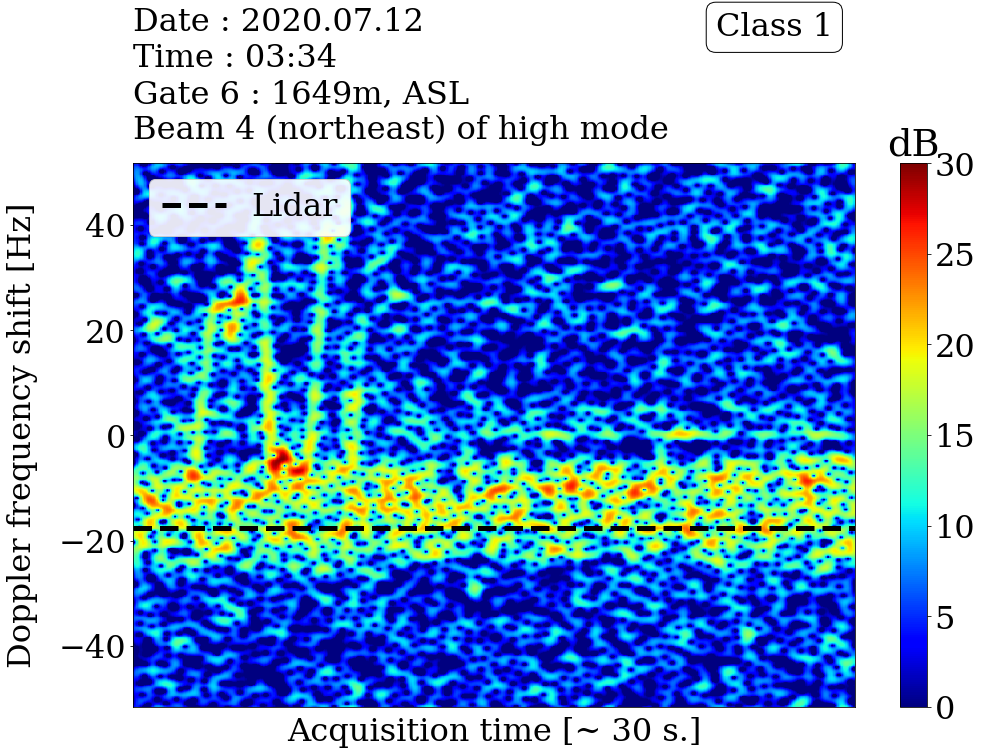 Date : 2020.07.12
Time : 03:34
Gate 6 : 1649m, ASL
Beam 4 (northeast) of high mode
Class 1
dB
Lidar
Doppler frequency shift [Hz]
40
20
0
−20
−40
30
25
20
15
10
5
0
Acquisition time [~ 30 s.]